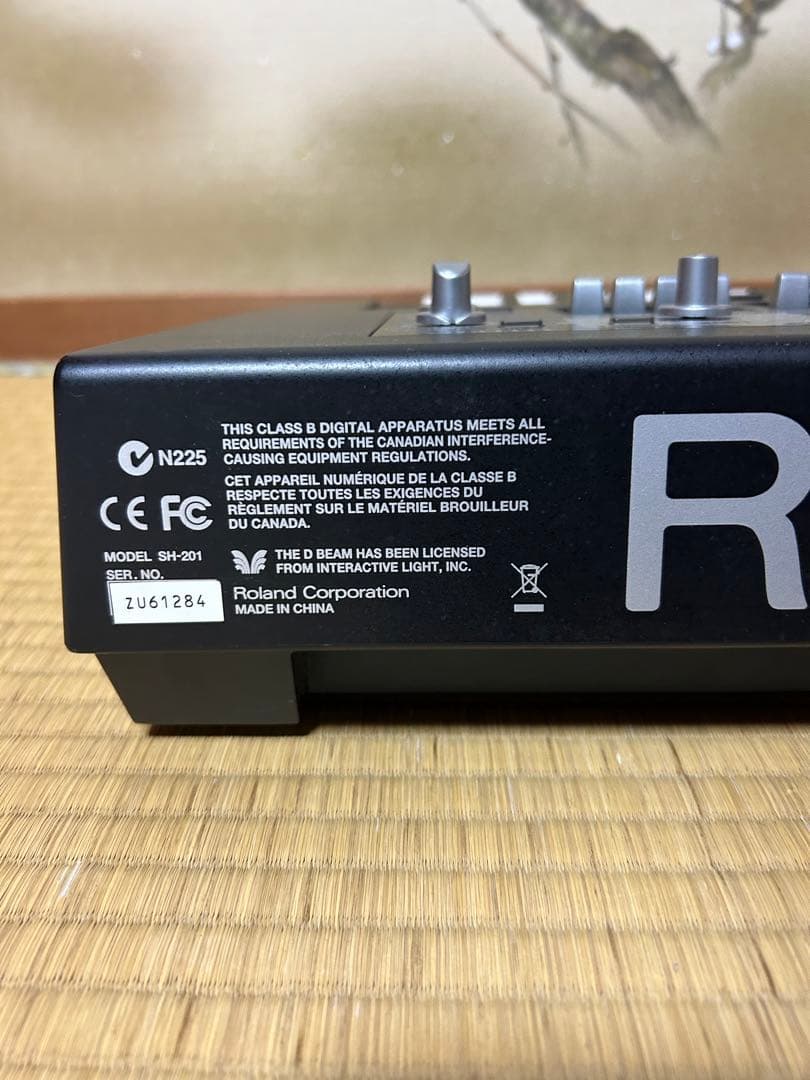 N225
THIS CLASS B DIGITAL APPARATUS MEETS ALL
REQUIREMENTS OF THE CANADIAN INTERFERENCE-
CAUSING EQUIPMENT REGULATIONS.
CET APPAREIL NUMÉRIQUE DE LA CLASSE B
RESPECTE TOUTES LES EXIGENCES DU
RÈGLEMENT SUR LE MATÉRIEL BROUILLEUR
DU CANADA.
CE FC
MODEL SH-201
SER. NO.
ZU61284
THE D BEAM HAS BEEN LICENSED
FROM INTERACTIVE LIGHT, INC.
Roland Corporation
MADE IN CHINA
R